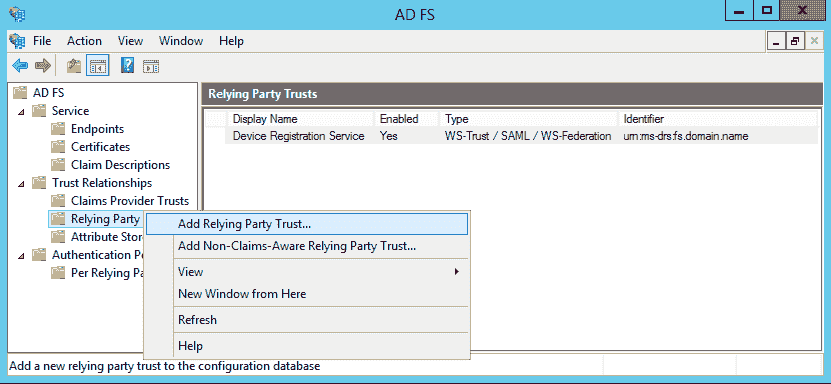 AD FS
File Action View Window Help
AD FS
Service
Endpoints
Certificates
Claim Descriptions
Trust Relationships
Claims Provider Trusts
Relying Party
Attribute Stor
Authentication Po
Per Relying Pa
Relying Party Trusts
Display Name Enabled Type Identifier
Device Registration Service Yes WS-Trust / SAML / WS-Federation urn:ms-drs:fs.domain.name
Add Relying Party Trust...
Add Non-Claims-Aware Relying Party Trust...
View
New Window from Here
Refresh
Help
Add a new relying party trust to the configuration database